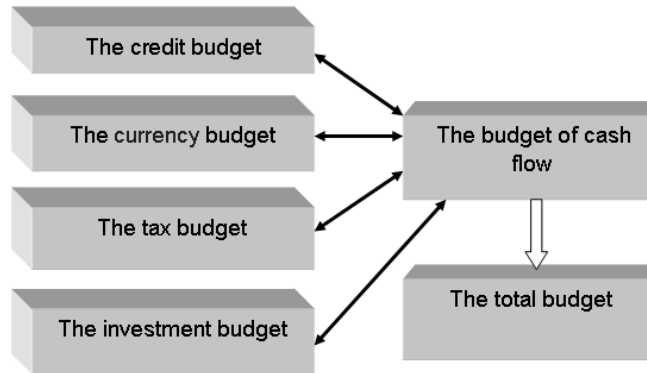 The credit budget
The currency budget
The budget of cash
flow
The tax budget
The total budget
The investment budget